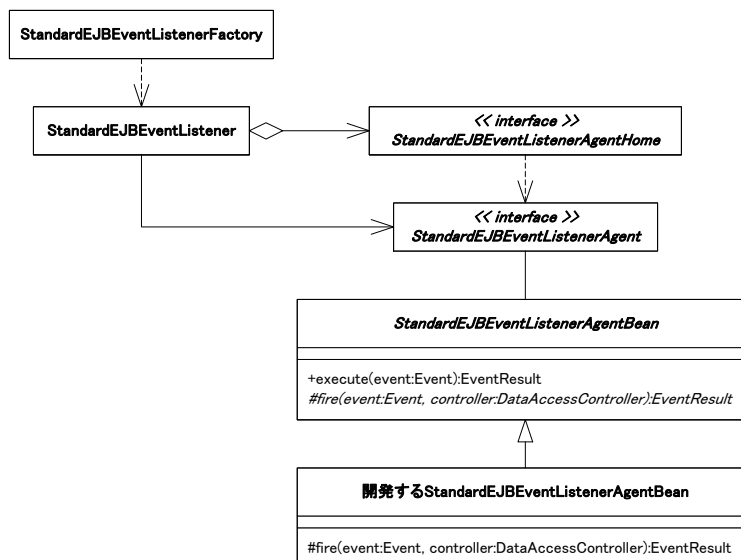 StandardEJBEventListenerFactory
StandardEJBEventListener
<< interface >>
StandardEJBEventListenerAgentHome
<< interface >>
StandardEJBEventListenerAgent
StandardEJBEventListenerAgentBean
+execute(event:Event):EventResult
#fire(event:Event, controller:DataAccessController):EventResult
開発するStandardEJBEventListenerAgentBean
#fire(event:Event, controller:DataAccessController):EventResult